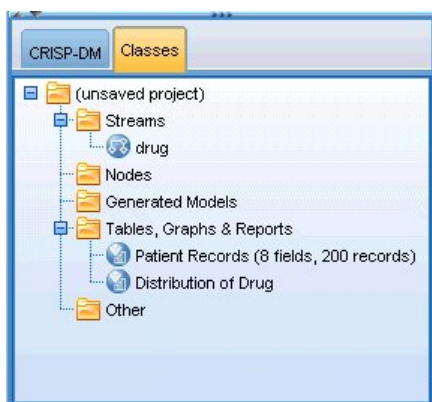 CRISP-DM Classes
(unsaved project)
Streams
drug
Nodes
Generated Models
Tables, Graphs & Reports
Patient Records (8 fields, 200 records)
Distribution of Drug
Other